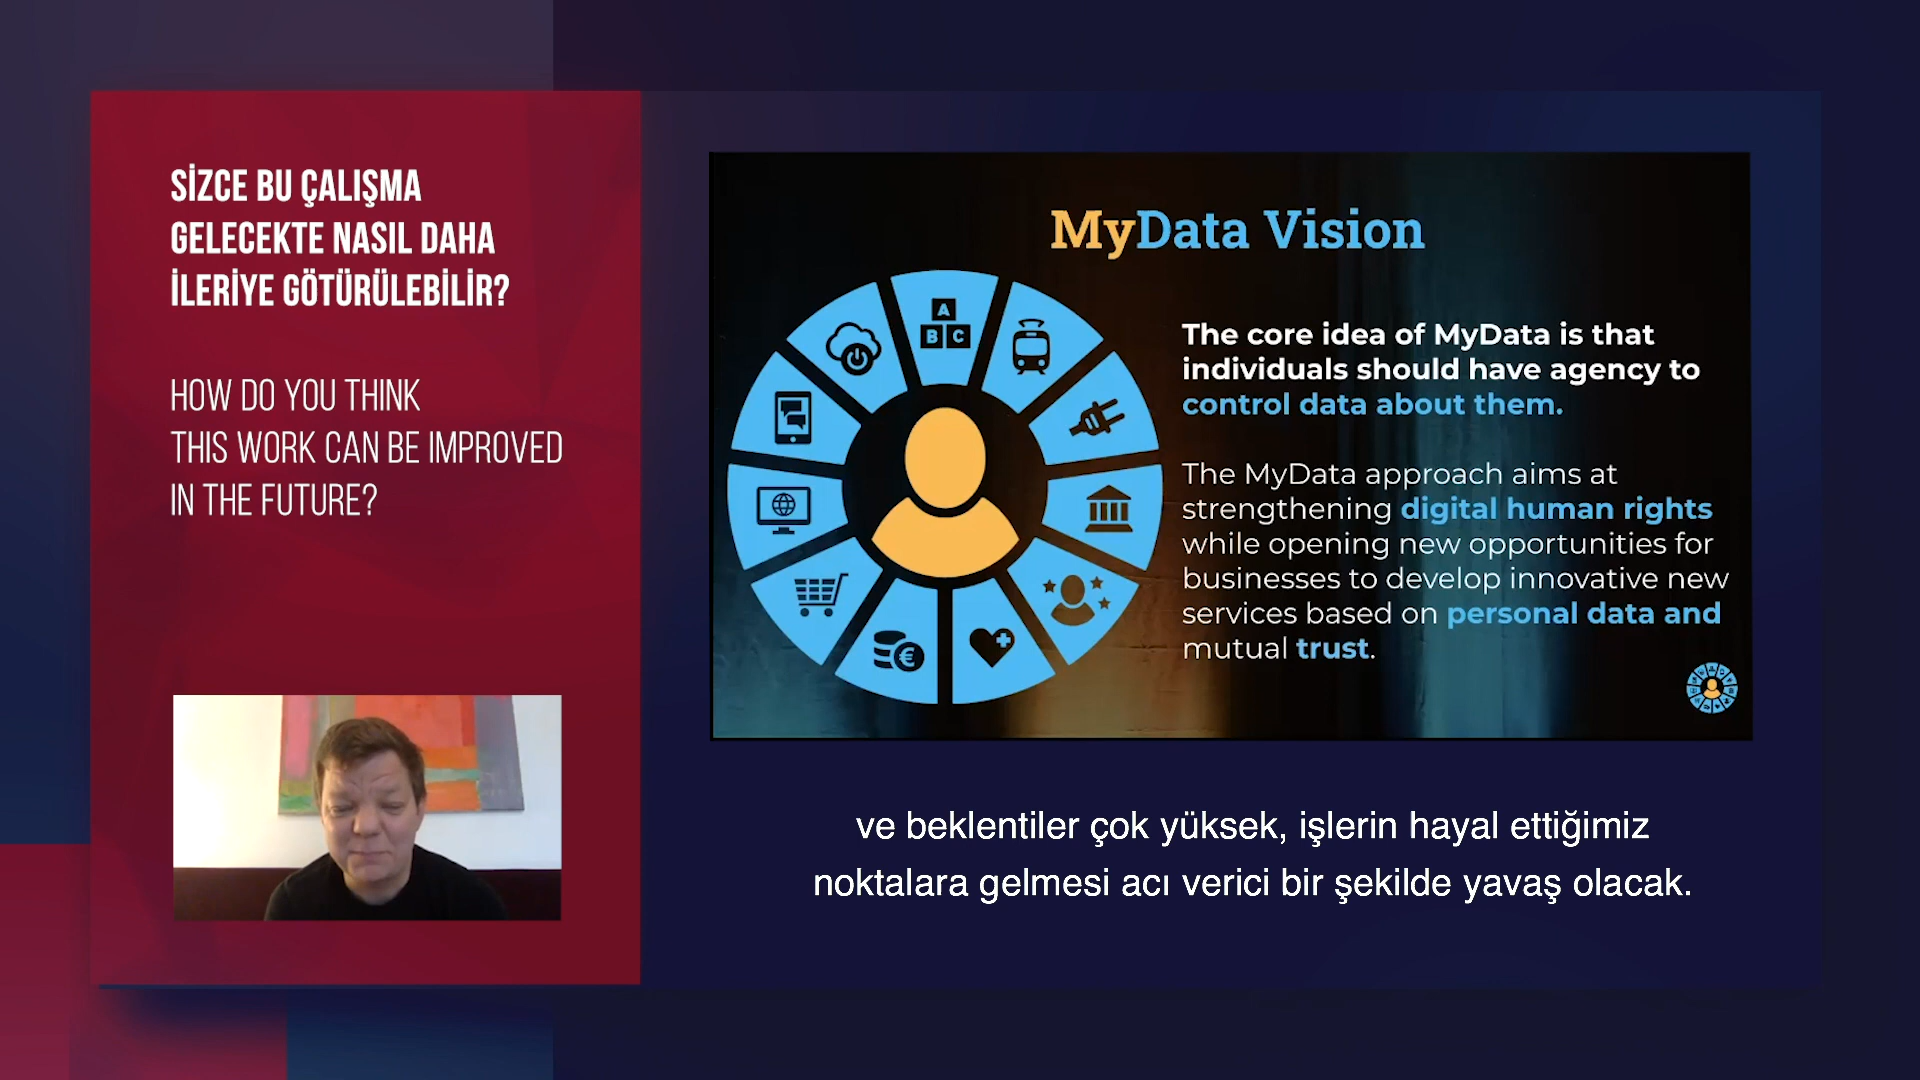 SİZCE BU ÇALIŞMA
GELECEKTE NASIL DAHA
İLERİYE GÖTÜRÜLEBİLİR?
HOW DO YOU THINK
THIS WORK CAN BE IMPROVED
IN THE FUTURE?
MyData Vision
A
B C
€
The core idea of MyData is that
individuals should have agency to
control data about them.
The MyData approach aims at
strengthening digital human rights
while opening new opportunities for
businesses to develop innovative new
services based on personal data and
mutual trust.
ve beklentiler çok yüksek, işlerin hayal ettiğimiz
noktalara gelmesi acı verici bir şekilde yavaş olacak.